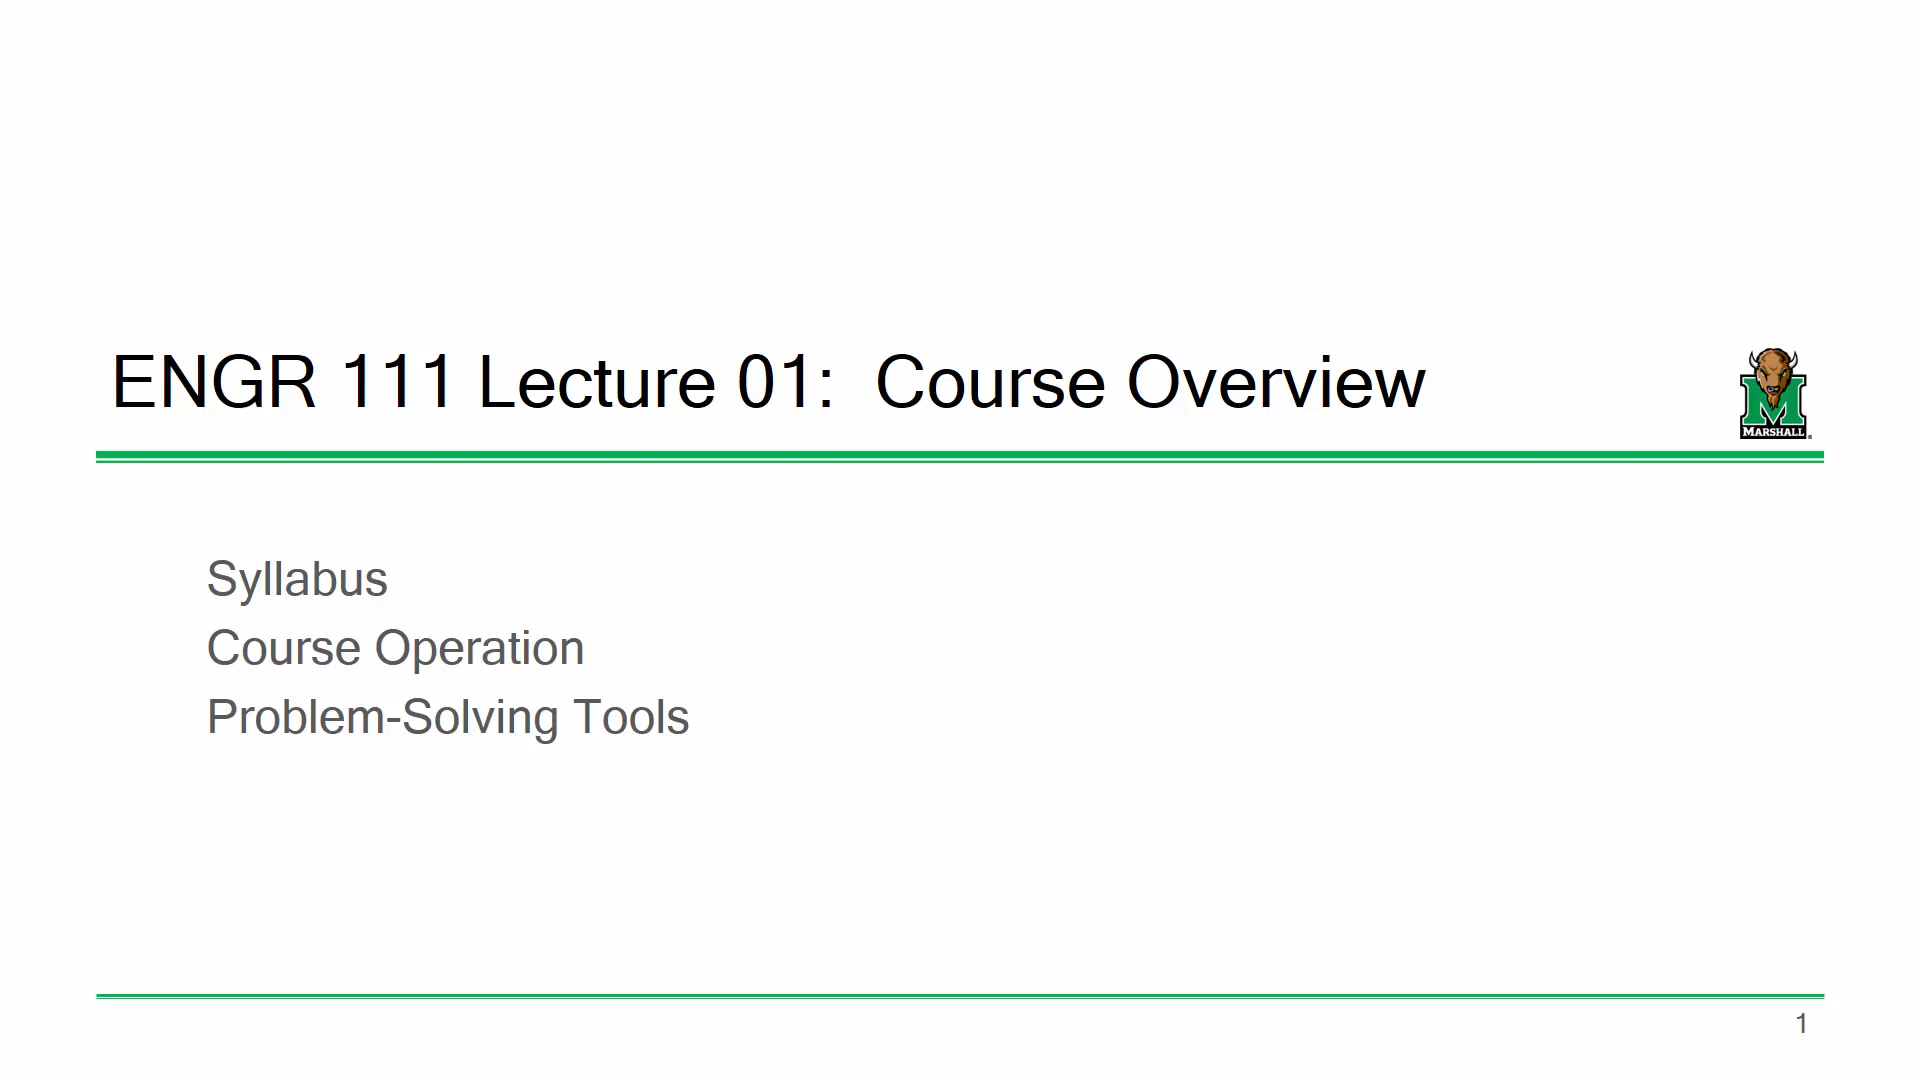 ENGR 111 Lecture 01:  Course Overview
MARSHALL
Syllabus
Course Operation
Problem-Solving Tools
1